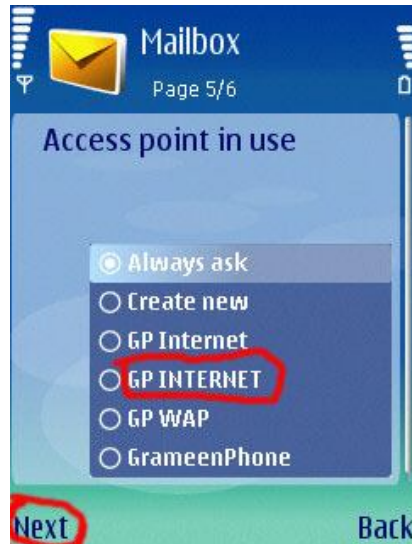 Mailbox
Page 5/6
Access point in use
Always ask
Create new
GP Internet
GP INTERNET
GP WAP
GrameenPhone
Next Back